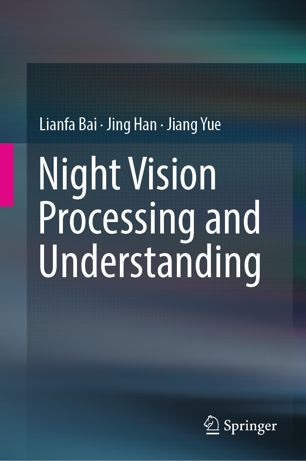 Lianfa Bai · Jing Han · Jiang Yue
Night Vision
Processing and
Understanding
Springer